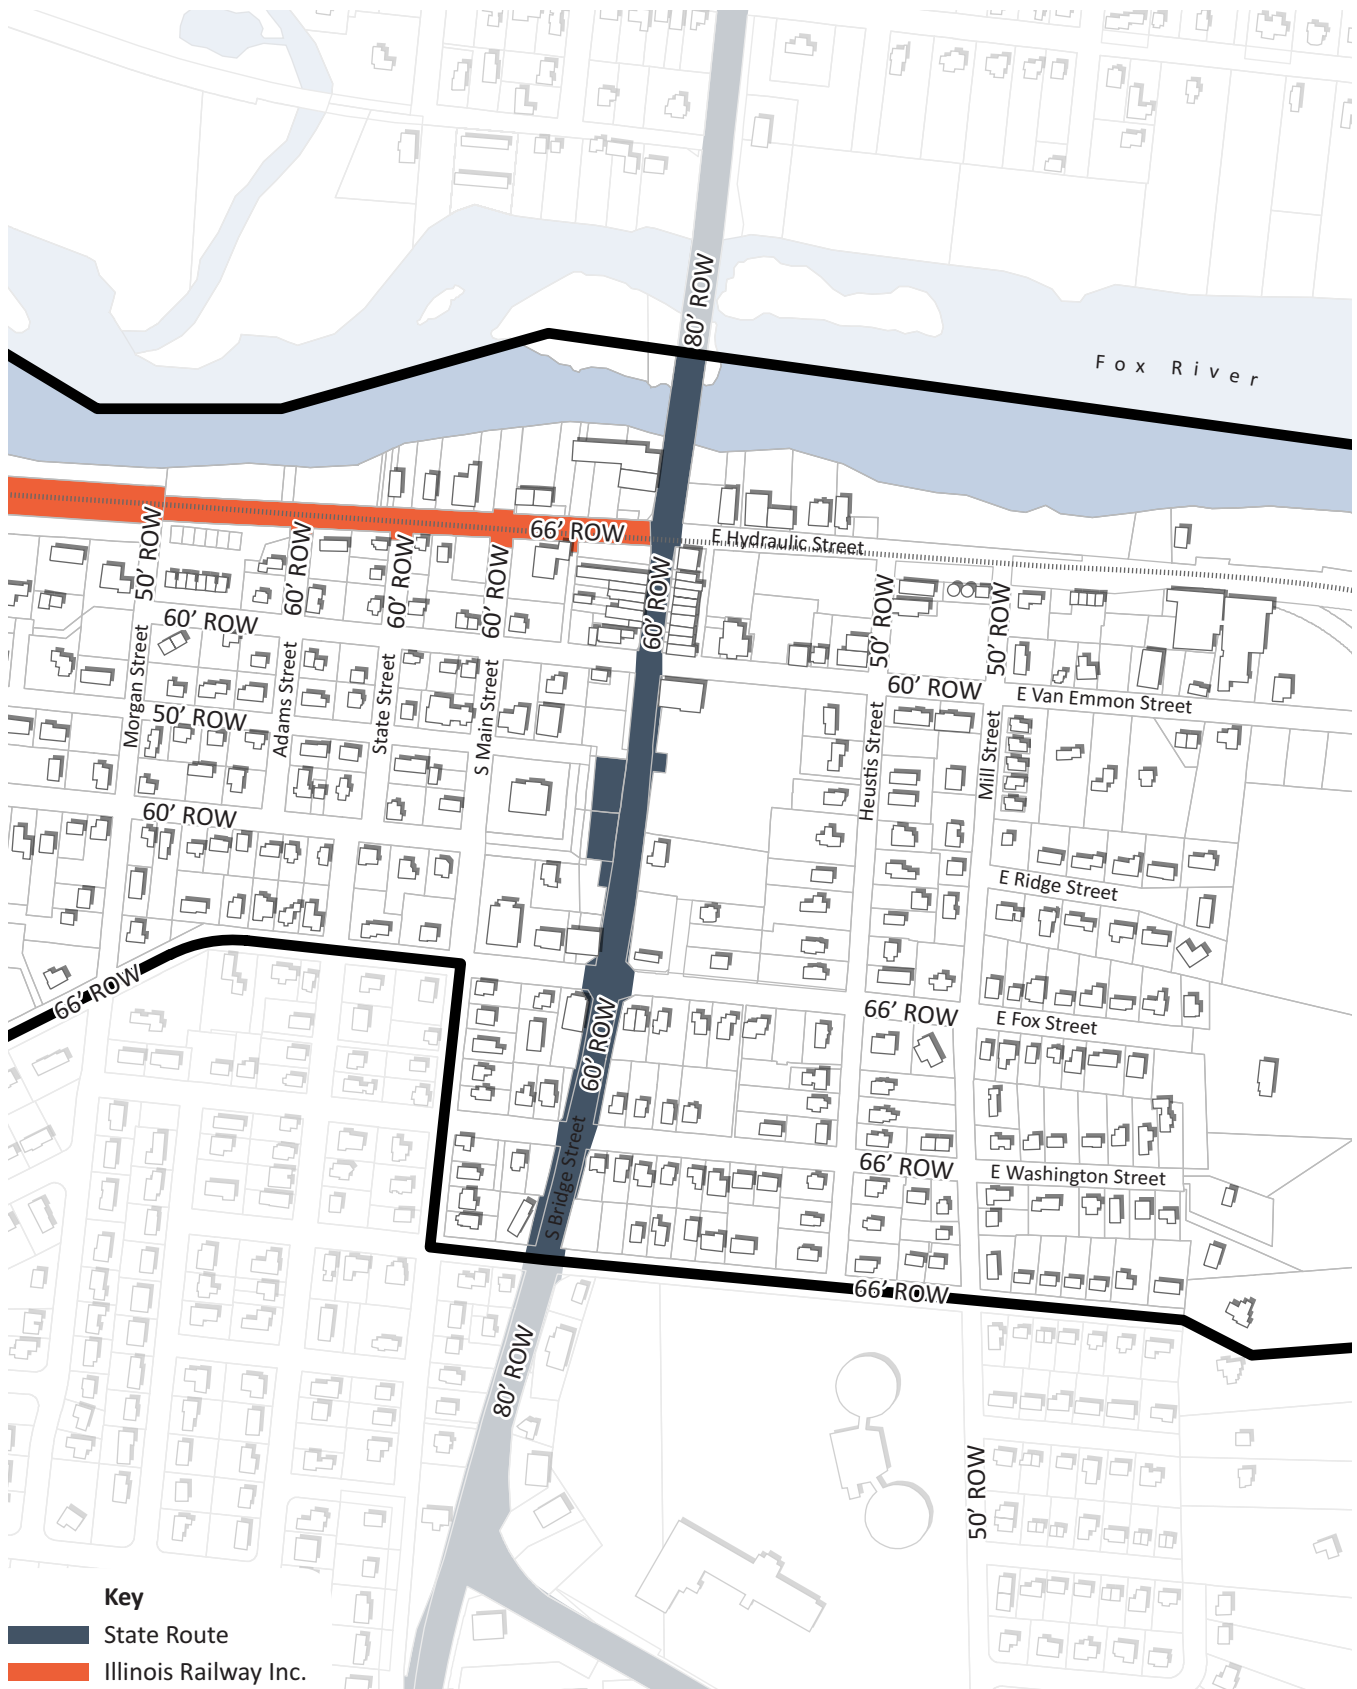 80’ ROW
Fox River
66’ ROW
E Hydraulic Street
50’ ROW
60’ ROW
60’ ROW
60’ ROW
60’ ROW
50’ ROW
50’ ROW
60’ ROW
Morgan Street
Adams Street
State Street
S Main Street
60’ ROW
E Van Emmon Street
50’ ROW
Heustis Street
Mill Street
60’ ROW
E Ridge Street
66’ ROW
66’ ROW
E Fox Street
60’ ROW
S Bridge Street
66’ ROW
E Washington Street
66’ ROW
80’ ROW
50’ ROW
Key
State Route
Illinois Railway Inc.